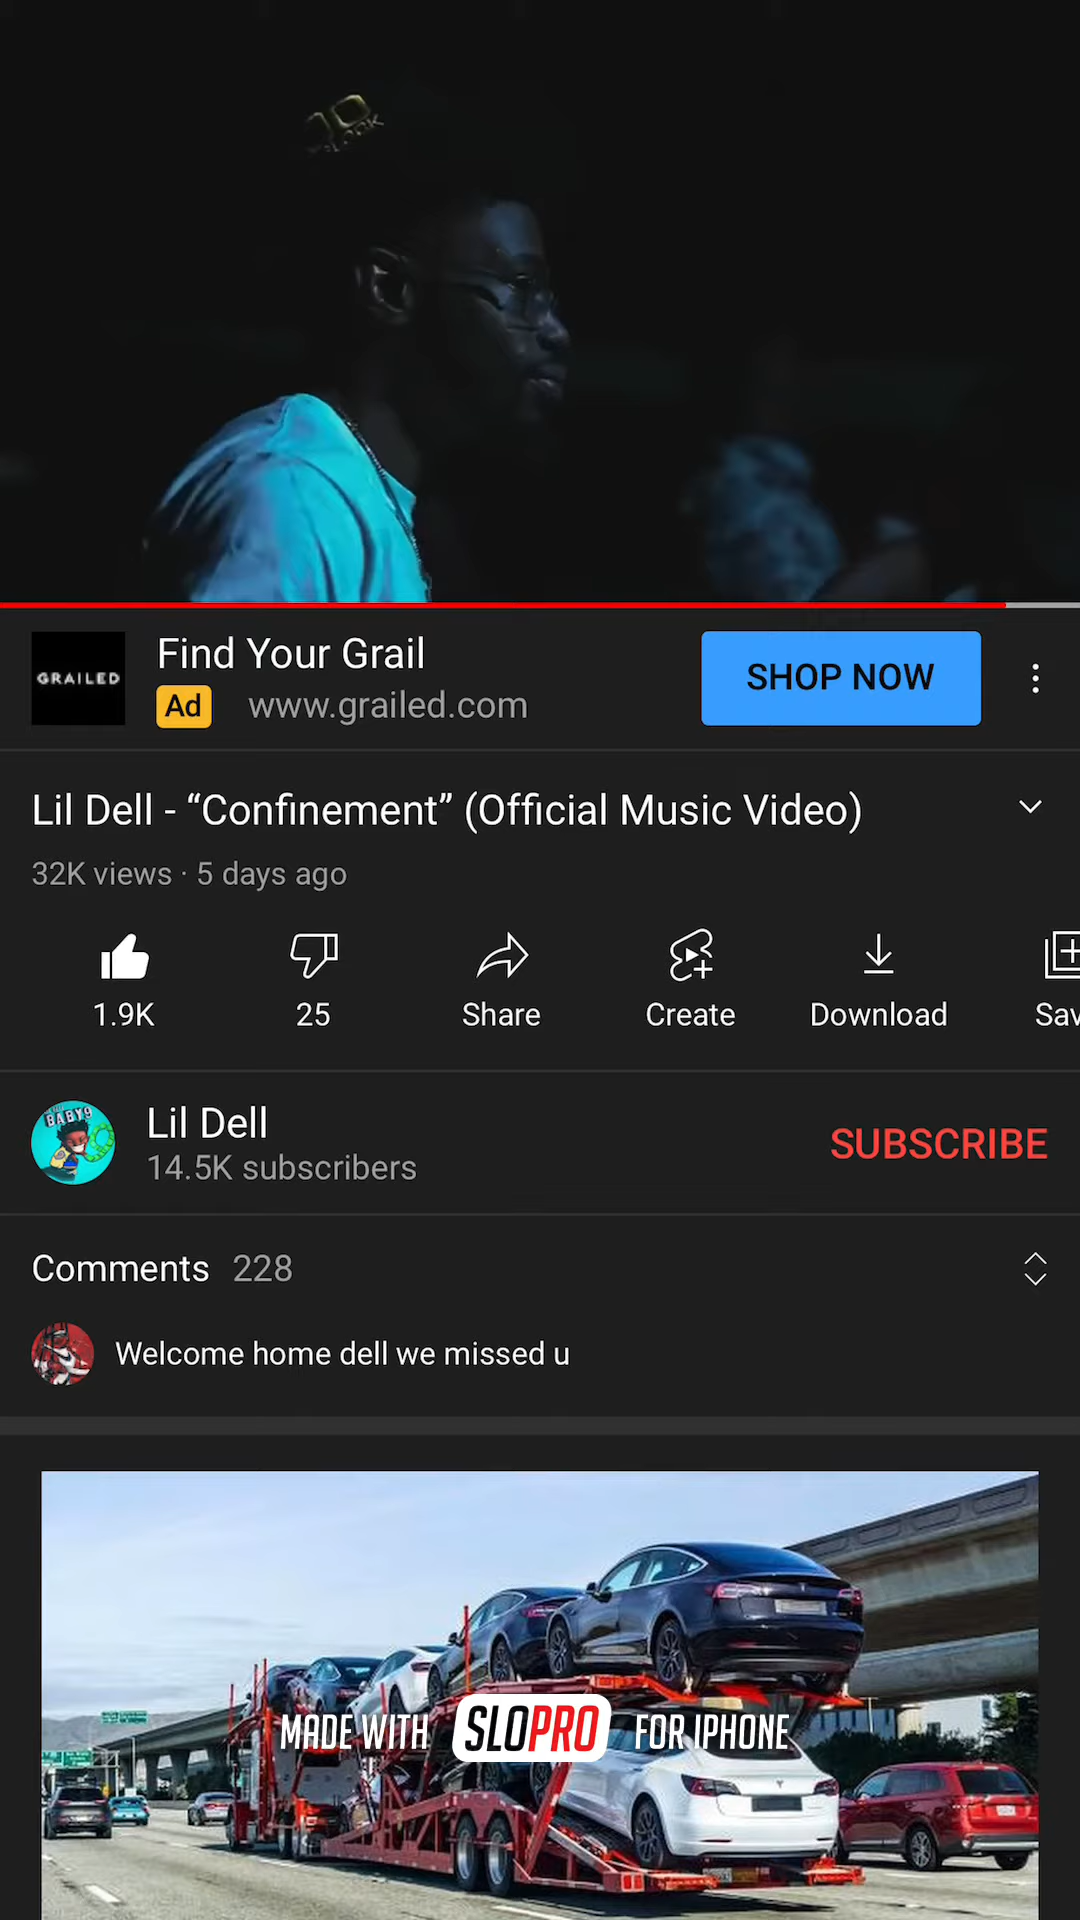 GRAILED
Find Your Grail
SHOP NOW
Ad www.grailed.com
Lil Dell - “Confinement” (Official Music Video)
32K views · 5 days ago
1.9K
25
Share
Create
Download
Sav
BABY9
Lil Dell
14.5K subscribers
SUBSCRIBE
Comments 228
Welcome home dell we missed u
MADE WITH SLOPRO FOR IPHONE